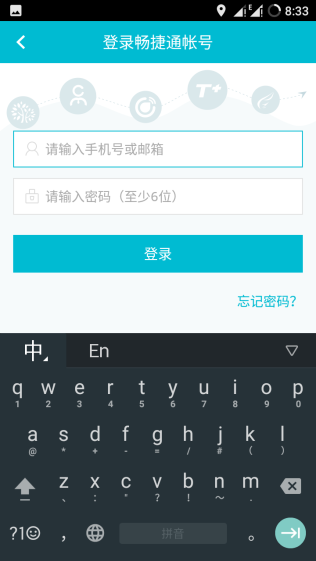 E 8:33
登录畅捷通帐号
T+
请输入手机号或邮箱
请输入密码（至少6位）
登录
忘记密码?
中 En
q w e r t y u i o p
1 2 3 4 5 6 7 8 9 0
a s d f g h j k l
@ * + - = / # ( )
z x c v b n m
、 : " ? ! ～ .
?1 ， 拼音 。